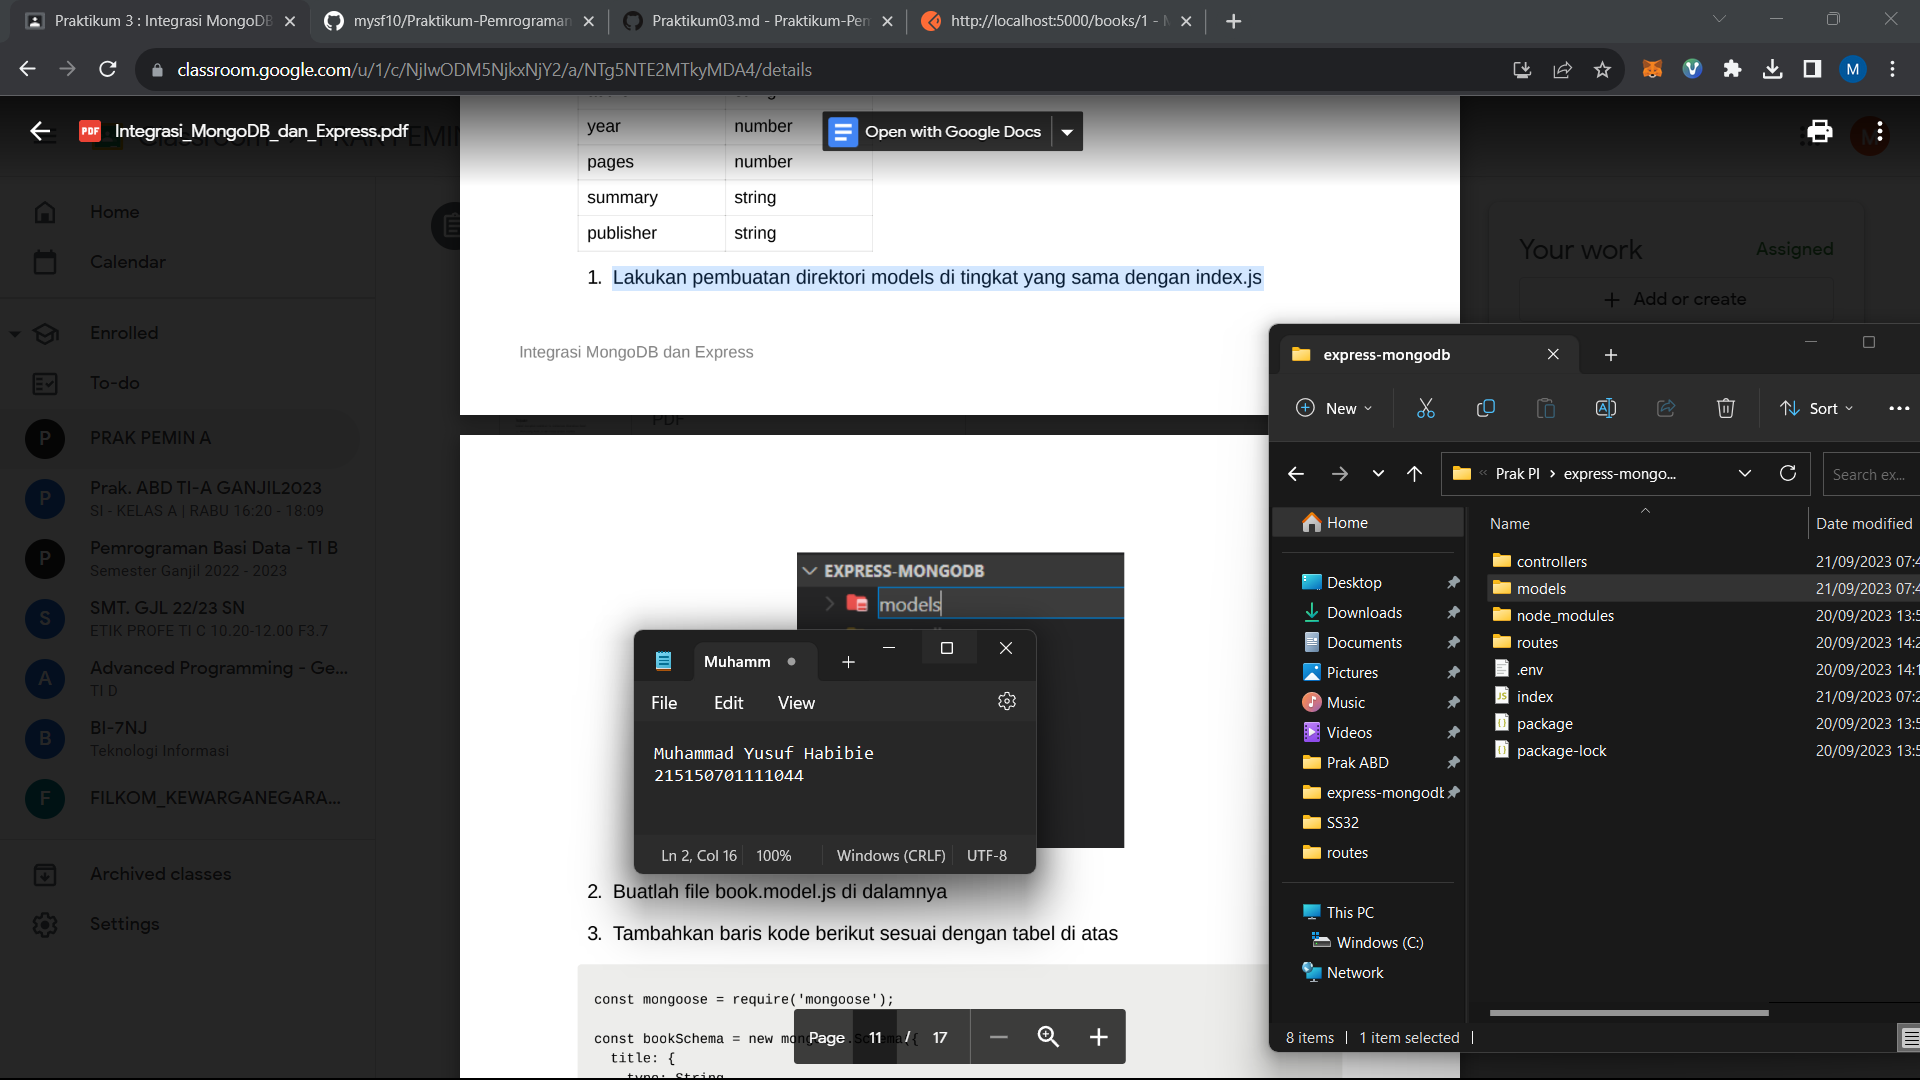 Praktikum 3 : Integrasi MongoDB
mysf10/Praktikum-Pemrograman
Praktikum03.md - Praktikum-Pem
http://localhost:5000/books/1 -
classroom.google.com/u/1/c/NjIwODM5NjkxNjY2/a/NTg5NTE2MTkyMDA4/details
M
PDF
Integrasi_MongoDB_dan_Express.pdf
Open with Google Docs
year number
pages number
summary string
publisher string
1. Lakukan pembuatan direktori models di tingkat yang sama dengan index.js
Integrasi MongoDB dan Express
Home
Calendar
Enrolled
To-do
P
PRAK PEMIN A
P
Prak. ABD TI-A GANJIL2023
SI - KELAS A | RABU 16:20 - 18:09
P
Pemrograman Basi Data - TI B
Semester Ganjil 2022 - 2023
S
SMT. GJL 22/23 SN
ETIK PROFE TI C 10.20-12.00 F3.7
A
Advanced Programming - Ge...
TI D
B
BI-7NJ
Teknologi Informasi
F
FILKOM_KEWARGANEGARA...
Archived classes
Settings
Your work
Assigned
Add or create
PDF
EXPRESS-MONGODB
models
Muhamm
File Edit View
Muhammad Yusuf Habibie
215150701111044
Ln 2, Col 16 100% Windows (CRLF) UTF-8
2. Buatlah file book.model.js di dalamnya
3. Tambahkan baris kode berikut sesuai dengan tabel di atas
const mongoose = require('mongoose');
const bookSchema = new mongoose.Schema({
title: {
type: String
Page 11 / 17
express-mongodb
New
Sort
Prak PI
express-mongo...
Search ex...
Home
Desktop
Downloads
Documents
Pictures
Music
Videos
Prak ABD
express-mongodb
SS32
routes
This PC
Windows (C:)
Network
Name Date modified
controllers 21/09/2023 07:4
models 21/09/2023 07:4
node_modules 20/09/2023 13:5
routes 20/09/2023 14:2
.env 20/09/2023 14:1
index 21/09/2023 07:2
package 20/09/2023 13:5
package-lock 20/09/2023 13:5
8 items 1 item selected